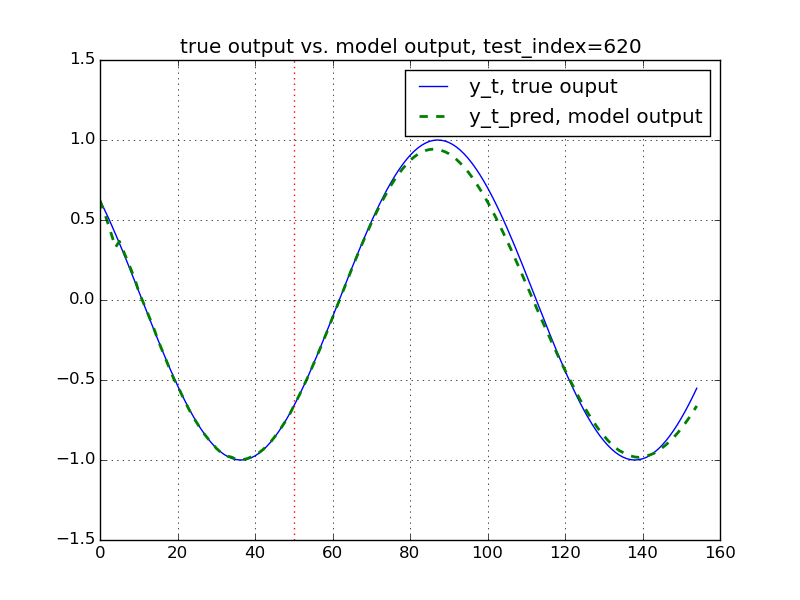 true output vs. model output, test_index=620
y_t, true ouput
y_t_pred, model output
1.5
1.0
0.5
0.0
−0.5
−1.0
−1.5
0 20 40 60 80 100 120 140 160